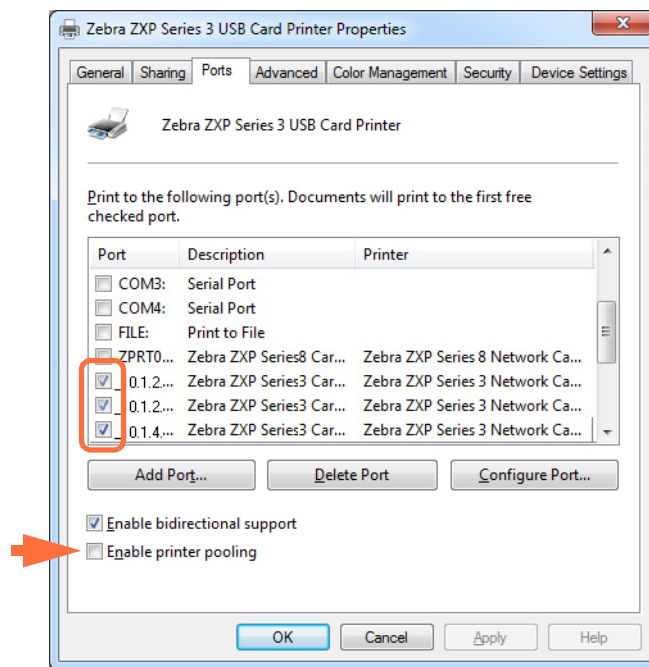 Zebra ZXP Series 3 USB Card Printer Properties
General Sharing Ports Advanced Color Management Security Device Settings
Zebra ZXP Series 3 USB Card Printer
Print to the following port(s). Documents will print to the first free
checked port.
Port Description Printer
COM3: Serial Port
COM4: Serial Port
FILE: Print to File
ZPRT0... Zebra ZXP Series8 Car... Zebra ZXP Series 8 Network Ca...
_0.1.2.... Zebra ZXP Series3 Car... Zebra ZXP Series 3 Network Ca...
_0.1.2.... Zebra ZXP Series3 Car... Zebra ZXP Series 3 Network Ca...
_0.1.4.... Zebra ZXP Series3 Car... Zebra ZXP Series 3 Network Ca...
Add Port... Delete Port Configure Port...
Enable bidirectional support
Enable printer pooling
OK Cancel Apply Help